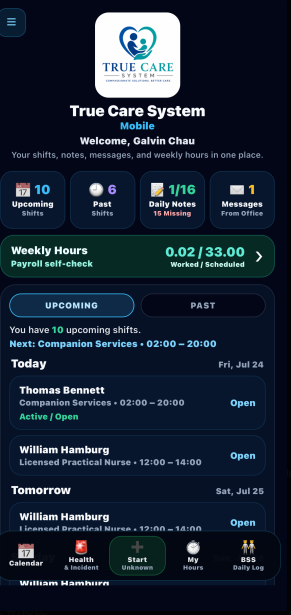 TRUE CARE
SYSTEM
COMPASSIONATE SOLUTIONS. BETTER CARE.
True Care System
Mobile
Welcome, Galvin Chau
Your shifts, notes, messages, and weekly hours in one place.
10
Upcoming
Shifts
6
Past
Shifts
1/16
Daily Notes
15 Missing
1
Messages
From Office
Weekly Hours
Payroll self-check
0.02 / 33.00
Worked / Scheduled
UPCOMING
PAST
You have 10 upcoming shifts.
Next: Companion Services • 02:00 – 20:00
Today
Fri, Jul 24
Thomas Bennett
Companion Services • 02:00 – 20:00
Active / Open
Open
William Hamburg
Licensed Practical Nurse • 12:00 – 14:00
Open
Tomorrow
Sat, Jul 25
William Hamburg
Licensed Practical Nurse • 12:00 – 14:00
Open
Calendar
Health
& Incident
Start
Unknown
My
Hours
BSS
Daily Log
William Hamburg